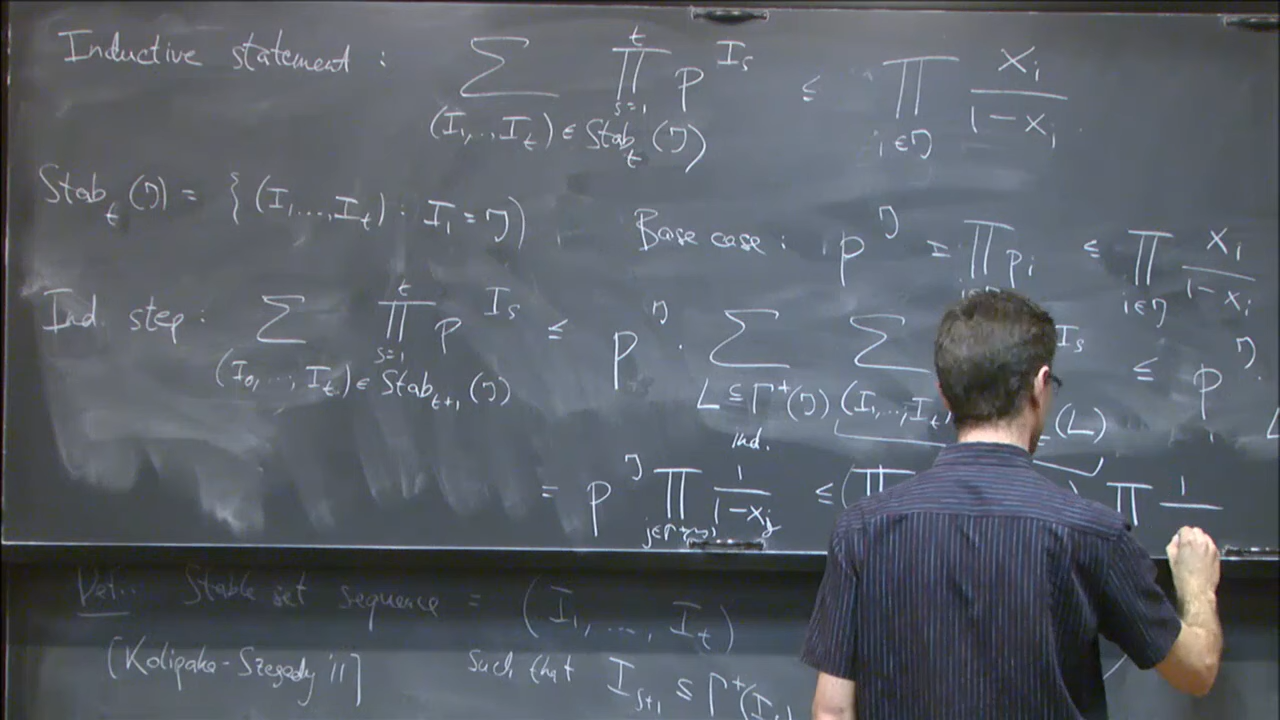 Inductive statement : ∑_{(I_1,..,I_t) ∈ Stab_t(J)} ∏_{s=1}^{t} p^{I_s} ≤ ∏_{i∈J} x_i / (1-x_i)
Stab_t(J) = { (I_1,...,I_t) : I_1 = J )
Base case : p^J = ∏ p_i ≤ ∏_{i∈J} x_i / (1-x_i)
Ind. step : ∑_{(I_0,...,I_t) ∈ Stab_{t+1}(J)} ∏_{s=1}^{t} p^{I_s} ≤ p^J · ∑_{L ⊆ Γ^+(J) ind.} ∑_{(I_1,...,I_t (L)} I_s ≤ p^J ·
= p^J ∏_{j∈Γ^+(J)} 1 / (1-x_j) ≤ (∏ ) ∏ 1 /
Def.: Stable set sequence = (I_1, ..., I_t)
[Kolipaka-Szegedy '11] such that I_{s+1} ⊆ Γ^+(I_s)